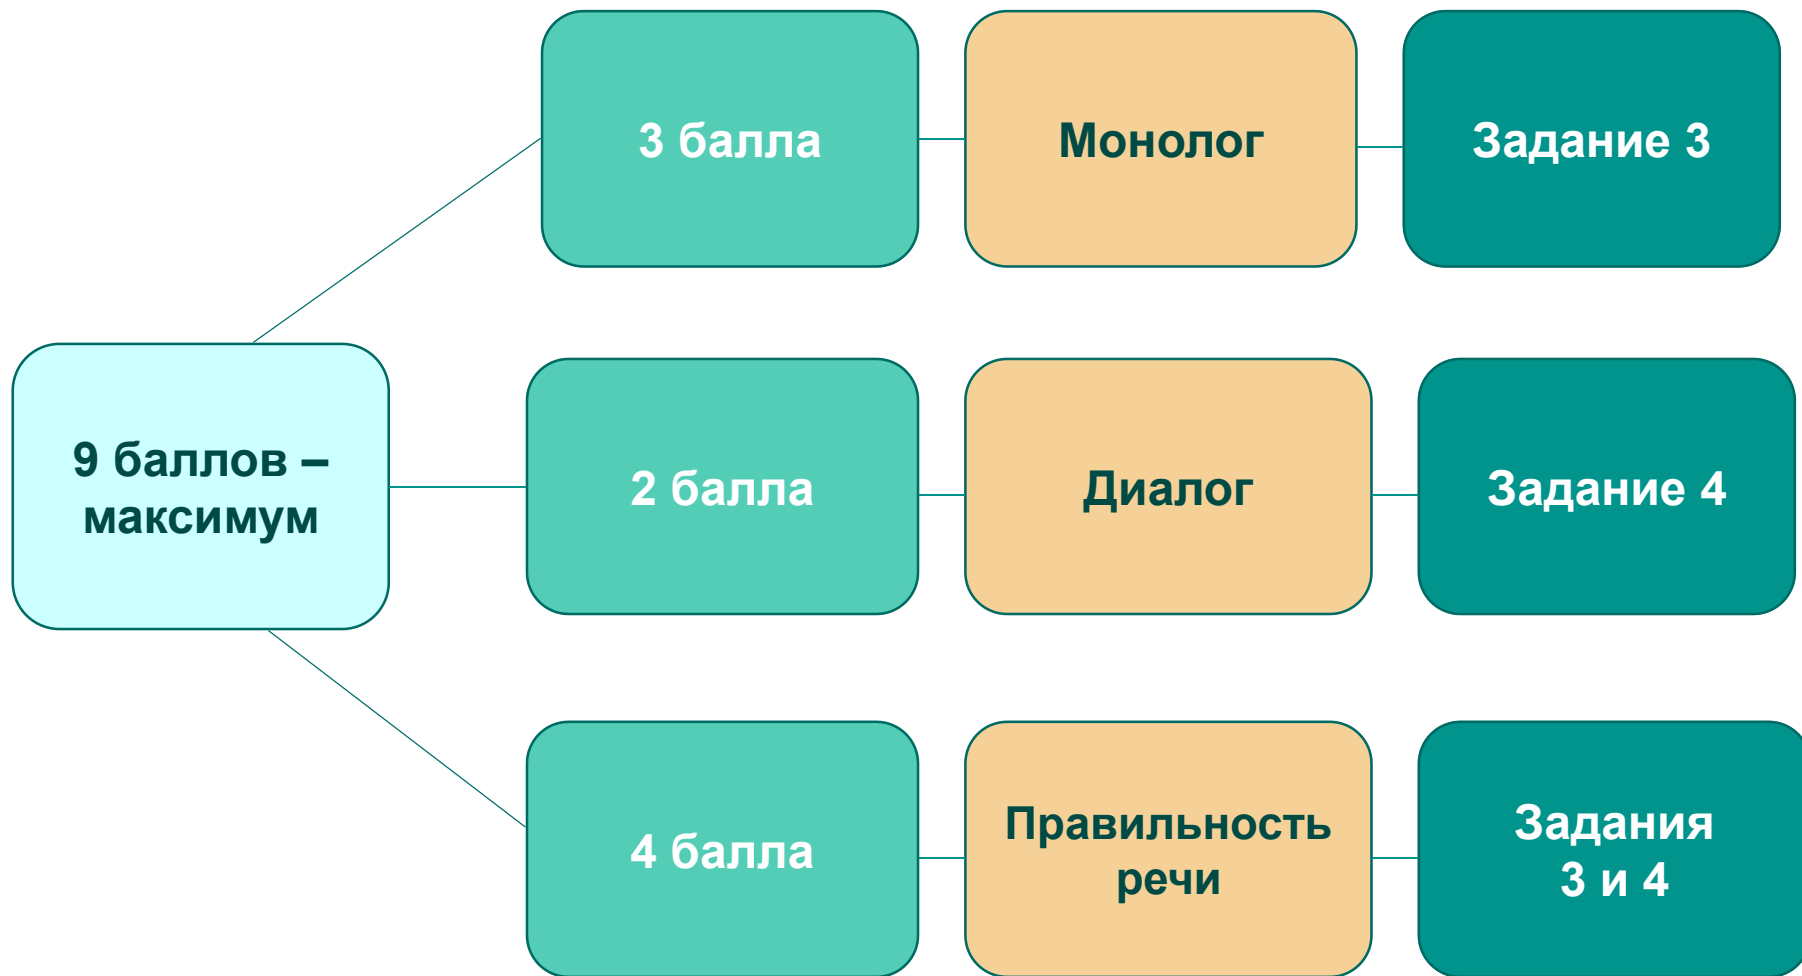 3 балла
Монолог
Задание 3
9 баллов –
максимум
2 балла
Диалог
Задание 4
4 балла
Правильность
речи
Задания
3 и 4